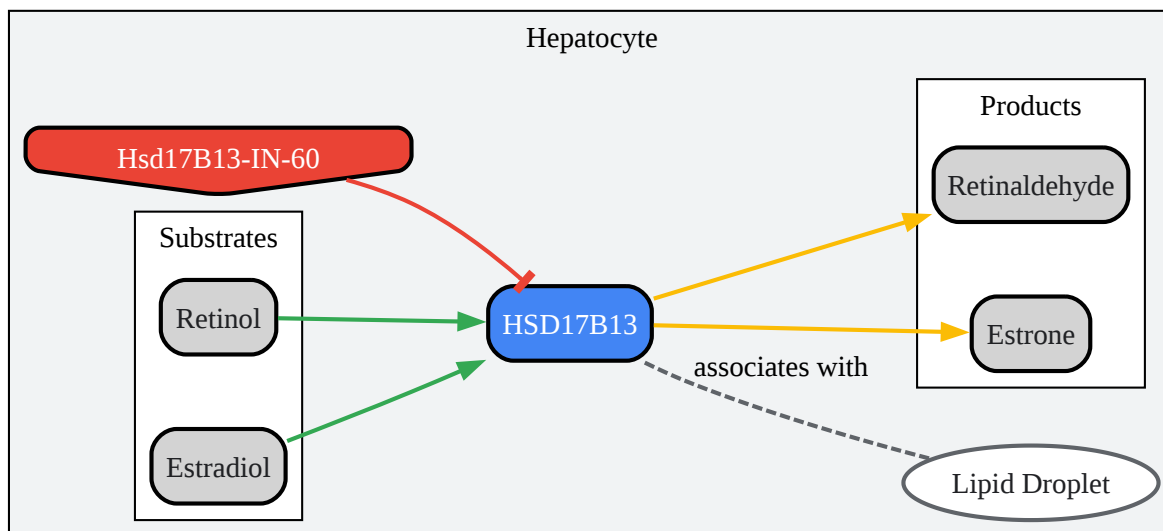 Hepatocyte
Hsd17B13-IN-60
Substrates
Retinol
Estradiol
HSD17B13
associates with
Products
Retinaldehyde
Estrone
Lipid Droplet